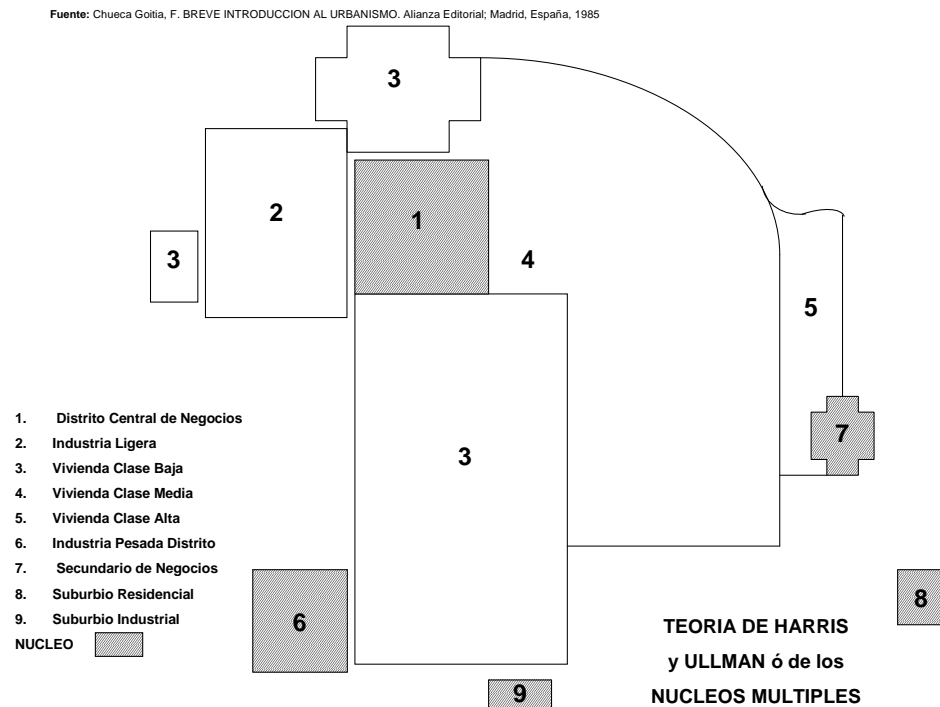 Fuente: Chueca Goitia, F. BREVE INTRODUCCION AL URBANISMO. Alianza Editorial; Madrid, España, 1985
3
2
1
3
4
5
7
3
1. Distrito Central de Negocios
2. Industria Ligera
3. Vivienda Clase Baja
4. Vivienda Clase Media
5. Vivienda Clase Alta
6. Industria Pesada Distrito
7. Secundario de Negocios
8. Suburbio Residencial
9. Suburbio Industrial
NUCLEO
6
8
9
TEORIA DE HARRIS
y ULLMAN ó de los
NUCLEOS MULTIPLES